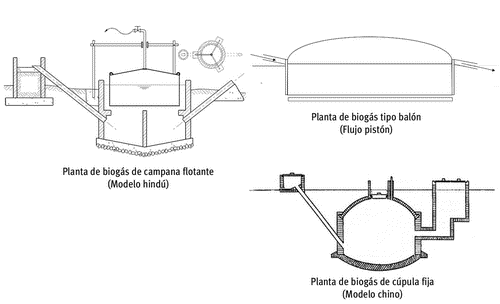 Planta de biogás tipo balón
(Flujo pistón)
Planta de biogás de campana flotante
(Modelo hindú)
Planta de biogás de cúpula fija
(Modelo chino)